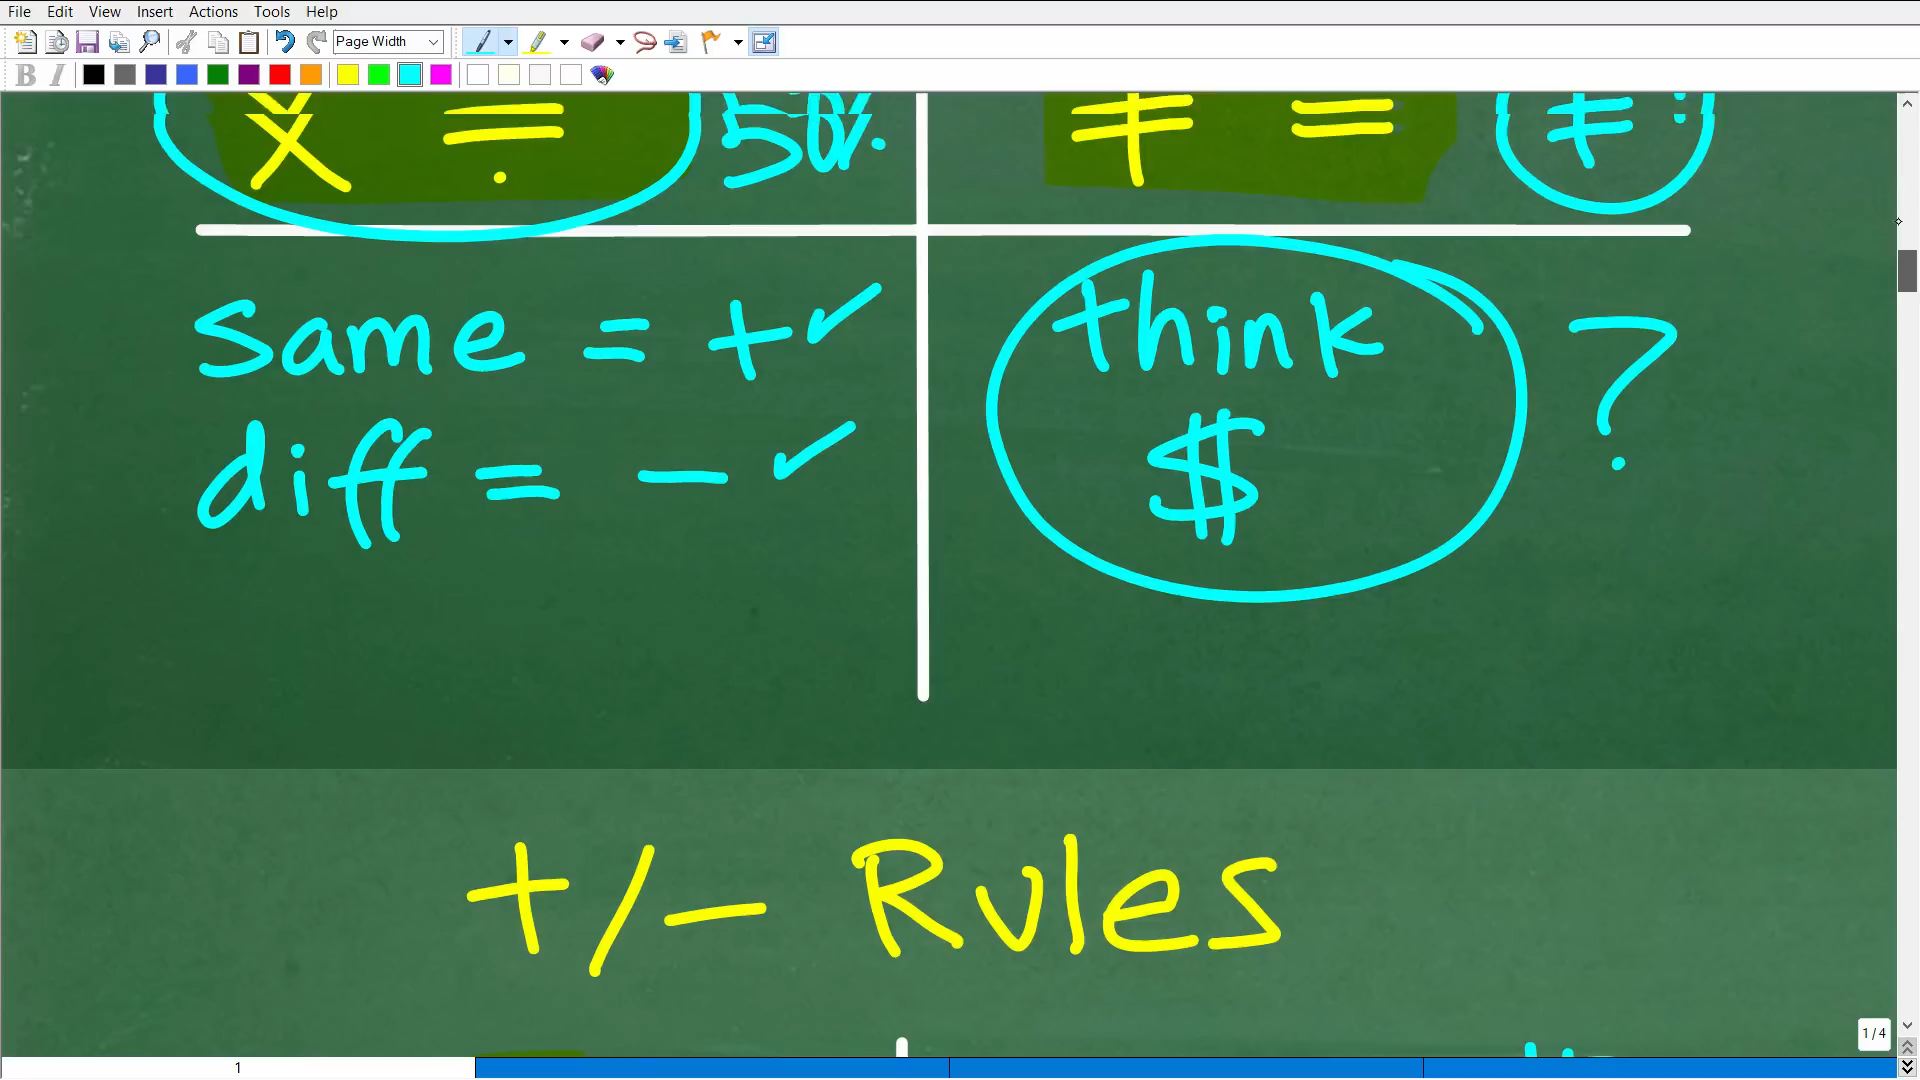 File Edit View Insert Actions Tools Help
Page Width
B I
x = 50%
+ = + ?
same = + ✓
diff = - ✓
think
$
?
+/- Rules
1 / 4
1